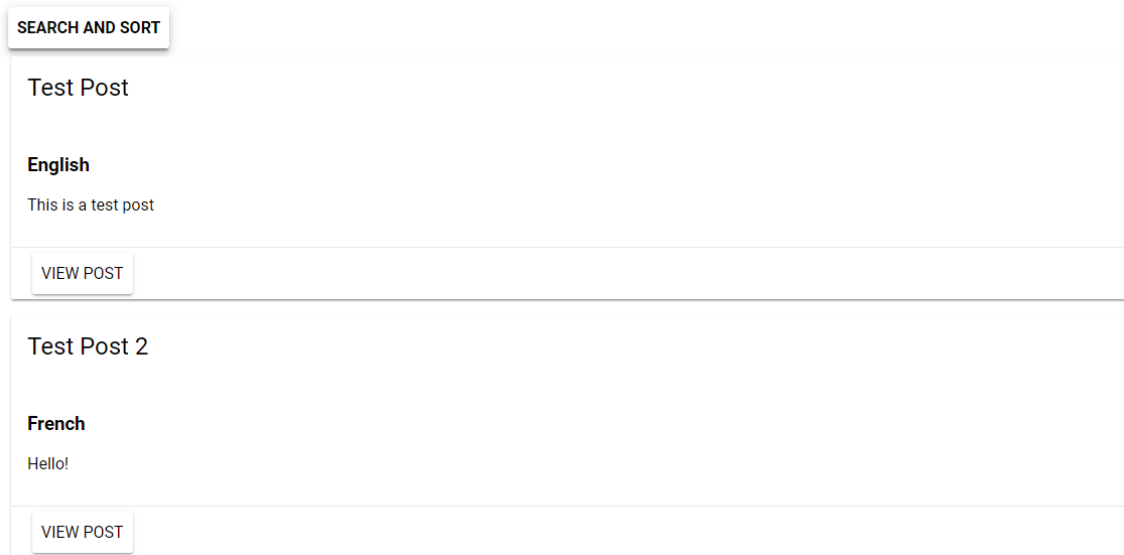 SEARCH AND SORT
Test Post
English
This is a test post
VIEW POST
Test Post 2
French
Hello!
VIEW POST